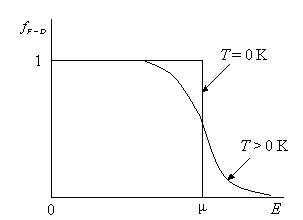 f_{F-D}
1
T = 0 K
T > 0 K
0
μ
E